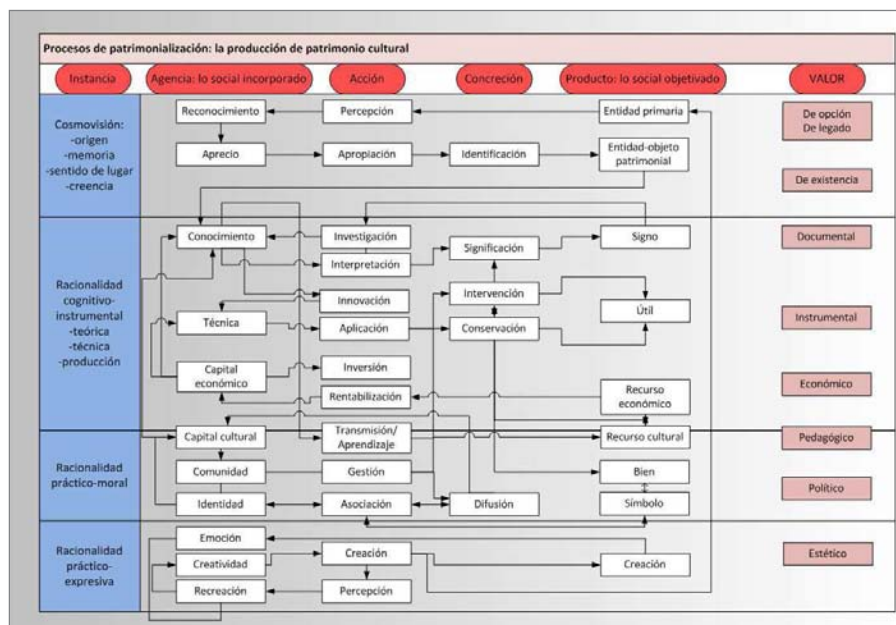 Procesos de patrimonialización: la producción de patrimonio cultural
Instancia
Agencia: lo social incorporado
Acción
Concreción
Producto: lo social objetivado
VALOR
Cosmovisión:
-origen
-memoria
-sentido de lugar
-creencia
Reconocimiento
Percepción
Entidad primaria
De opción
De legado
Aprecio
Apropiación
Identificación
Entidad-objeto
patrimonial
De existencia
Racionalidad
cognitivo-
instrumental
-teórica
-técnica
-producción
Conocimiento
Investigación
Interpretación
Significación
Signo
Documental
Innovación
Intervención
Útil
Técnica
Aplicación
Conservación
Instrumental
Capital
económico
Inversión
Rentabilización
Recurso
económico
Económico
Racionalidad
práctico-moral
Capital cultural
Transmisión/
Aprendizaje
Recurso cultural
Pedagógico
Comunidad
Gestión
Bien
Identidad
Asociación
Difusión
Símbolo
Político
Racionalidad
práctico-
expresiva
Emoción
Creatividad
Creación
Creación
Estético
Recreación
Percepción